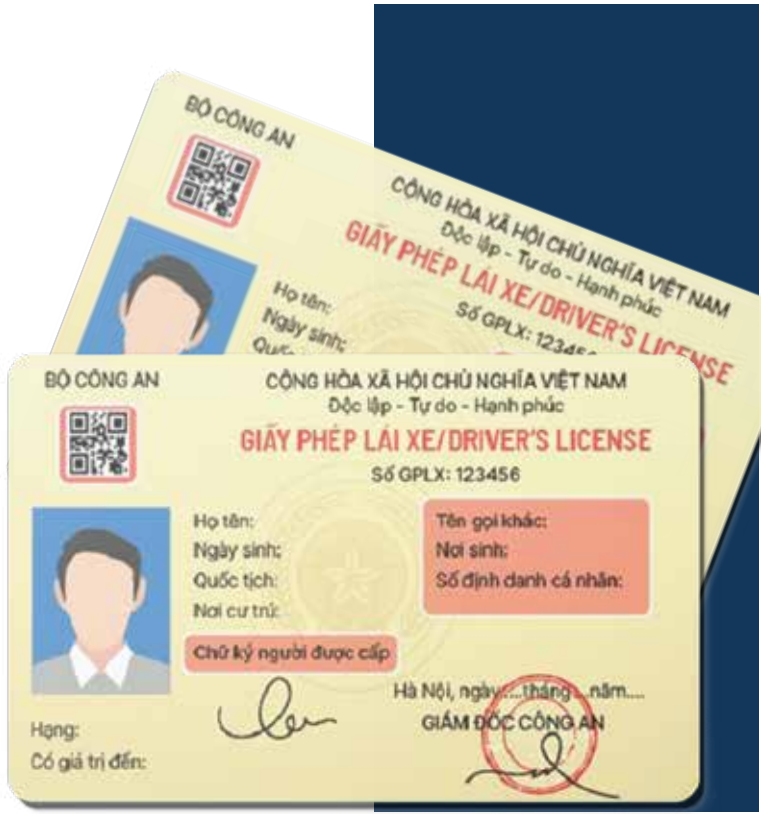 BỘ CÔNG AN
CỘNG HÒA XÃ HỘI CHỦ NGHĨA VIỆT NAM
Độc lập - Tự do - Hạnh phúc
GIẤY PHÉP LÁI XE/DRIVER'S LICENSE
Số GPLX: 12345
Họ tên:
Ngày sinh:
Quốc
BỘ CÔNG AN
CỘNG HÒA XÃ HỘI CHỦ NGHĨA VIỆT NAM
Độc lập - Tự do - Hạnh phúc
GIẤY PHÉP LÁI XE/DRIVER'S LICENSE
Số GPLX: 123456
Họ tên:
Ngày sinh:
Quốc tịch:
Nơi cư trú:
Tên gọi khác:
Nơi sinh:
Số định danh cá nhân:
Chữ ký người được cấp
Hà Nội, ngày....tháng....năm....
GIÁM ĐỐC CÔNG AN
Hạng:
Có giá trị đến: